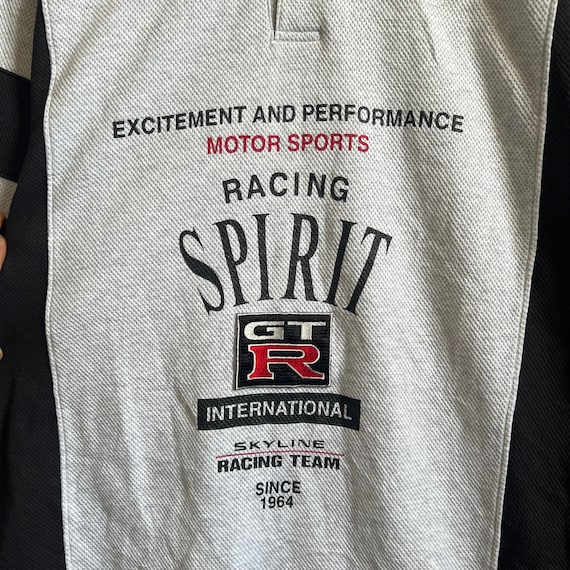 EXCITEMENT AND PERFORMANCE
MOTOR SPORTS
RACING
SPIRIT
GT
R
INTERNATIONAL
SKYLINE
RACING TEAM
SINCE
1964